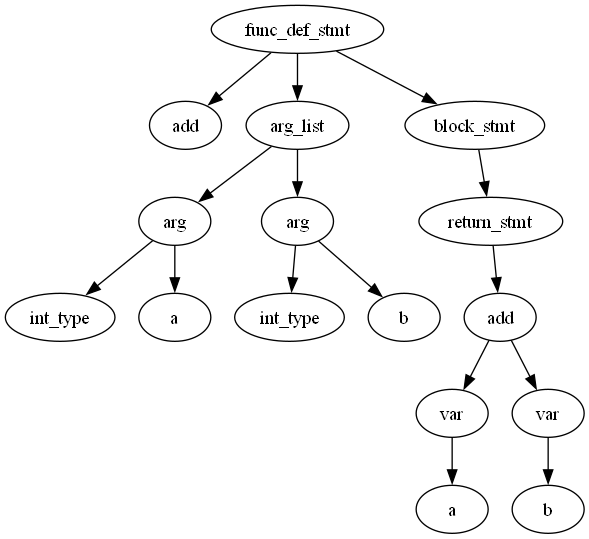 func_def_stmt
add
arg_list
block_stmt
arg
arg
return_stmt
int_type
a
int_type
b
add
var
var
a
b